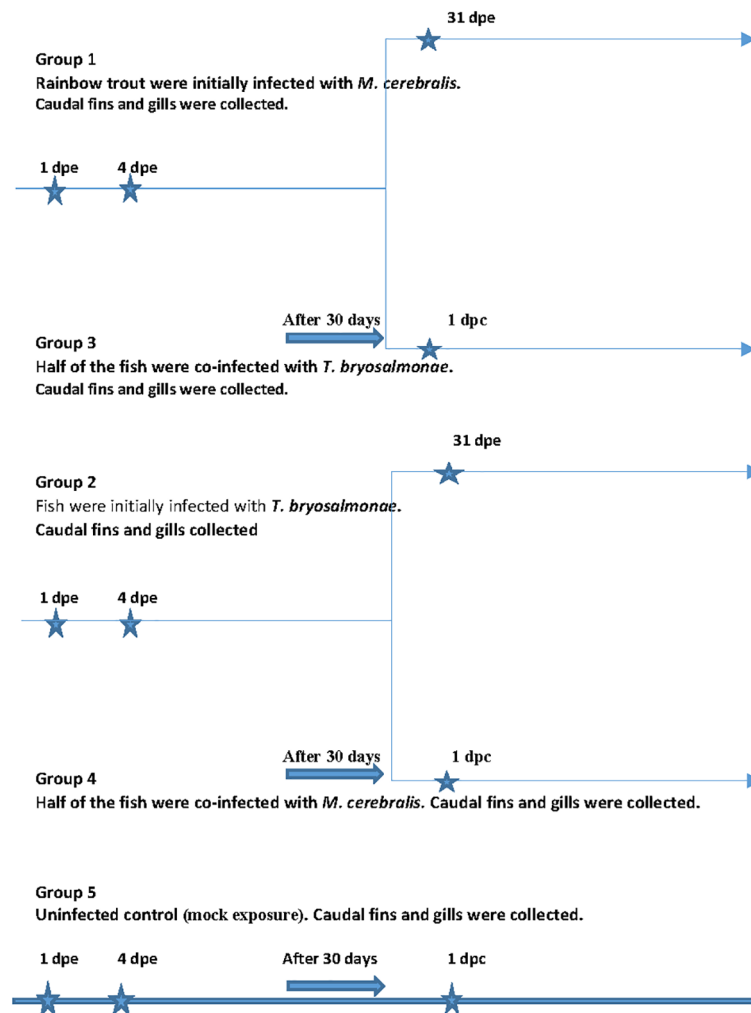 31 dpe
Group 1
Rainbow trout were initially infected with M. cerebralis.
Caudal fins and gills were collected.
1 dpe 4 dpe
After 30 days 1 dpc
Group 3
Half of the fish were co-infected with T. bryosalmonae.
Caudal fins and gills were collected.
31 dpe
Group 2
Fish were initially infected with T. bryosalmonae.
Caudal fins and gills collected
1 dpe 4 dpe
After 30 days 1 dpc
Group 4
Half of the fish were co-infected with M. cerebralis. Caudal fins and gills were collected.
Group 5
Uninfected control (mock exposure). Caudal fins and gills were collected.
1 dpe 4 dpe After 30 days 1 dpc